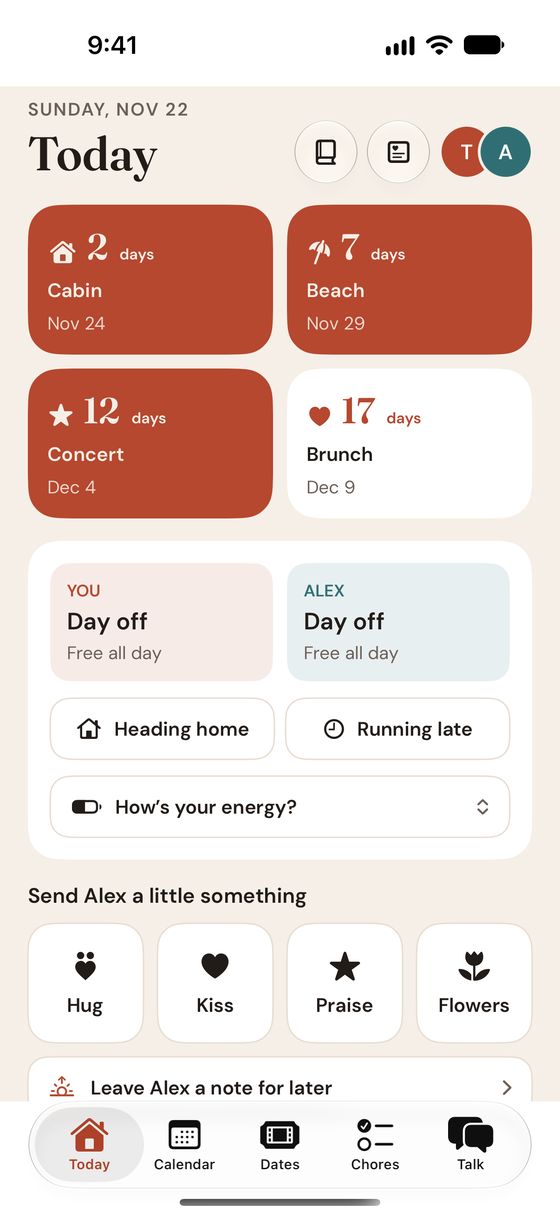 9:41
SUNDAY, NOV 22
Today
T A
2 days
Cabin
Nov 24
7 days
Beach
Nov 29
12 days
Concert
Dec 4
17 days
Brunch
Dec 9
YOU
Day off
Free all day
ALEX
Day off
Free all day
Heading home
Running late
How’s your energy?
Send Alex a little something
Hug
Kiss
Praise
Flowers
Leave Alex a note for later
Today
Calendar
Dates
Chores
Talk